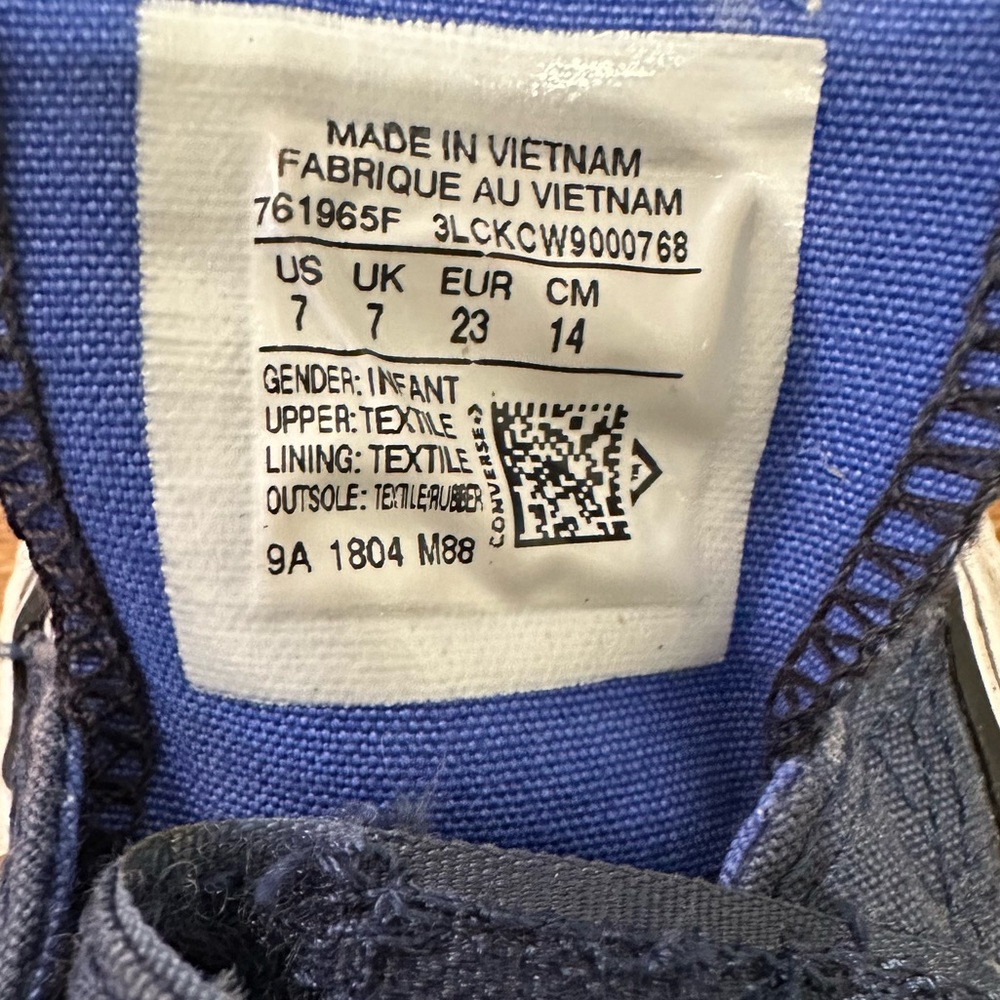 MADE IN VIETNAM
FABRIQUE AU VIETNAM
761965F 3LCKCW9000768
US UK EUR CM
7 7 23 14
GENDER: INFANT
UPPER: TEXTILE
LINING: TEXTILE
OUTSOLE: TEXTILE/RUBBER
9A 1804 M88
CONVERSE